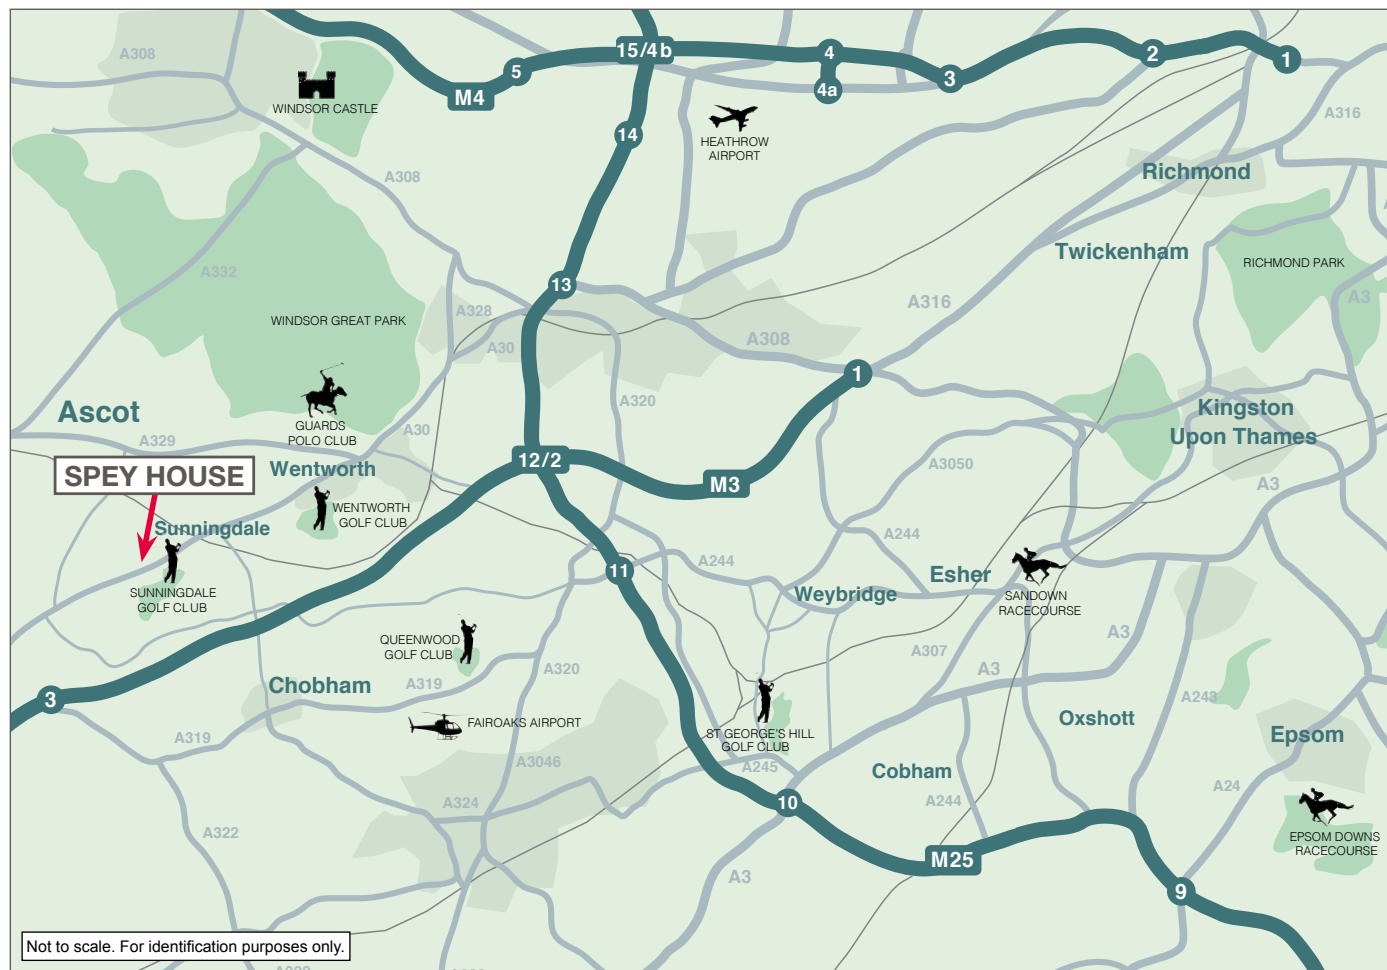 A308
WINDSOR CASTLE
M4
5
15/4b
4
4a
3
2
1
A316
14
HEATHROW
AIRPORT
Richmond
A308
A332
Twickenham
RICHMOND PARK
A3
13
WINDSOR GREAT PARK
A328
A30
A316
A308
1
Ascot
GUARDS
POLO CLUB
A30
A320
Kingston
Upon Thames
A329
Wentworth
12/2
M3
A3050
A3
SPEY HOUSE
WENTWORTH
GOLF CLUB
Sunningdale
A244
A244
11
Esher
SUNNINGDALE
GOLF CLUB
Weybridge
SANDOWN
RACECOURSE
QUEENWOOD
GOLF CLUB
A307
A3
A320
A3
Chobham
A319
A243
3
FAIROAKS AIRPORT
Oxshott
A319
ST GEORGE'S HILL
GOLF CLUB
Epsom
A3046
A245
Cobham
A24
A324
10
A244
A322
EPSOM DOWNS
RACECOURSE
M25
A3
9
Not to scale. For identification purposes only.